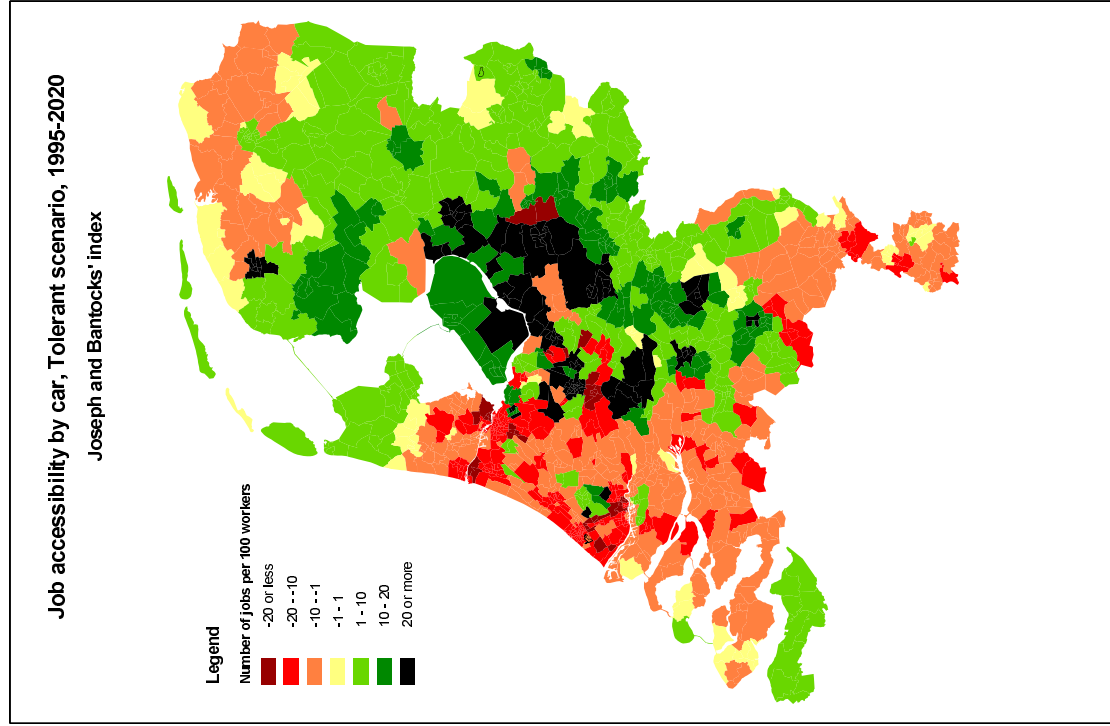 Job accessibility by car, Tolerant scenario, 1995-2020
Joseph and Bantocks' index
Legend
Number of jobs per 100 workers
-20 or less
-20 - -10
-10 - -1
-1 - 1
1 - 10
10 - 20
20 or more